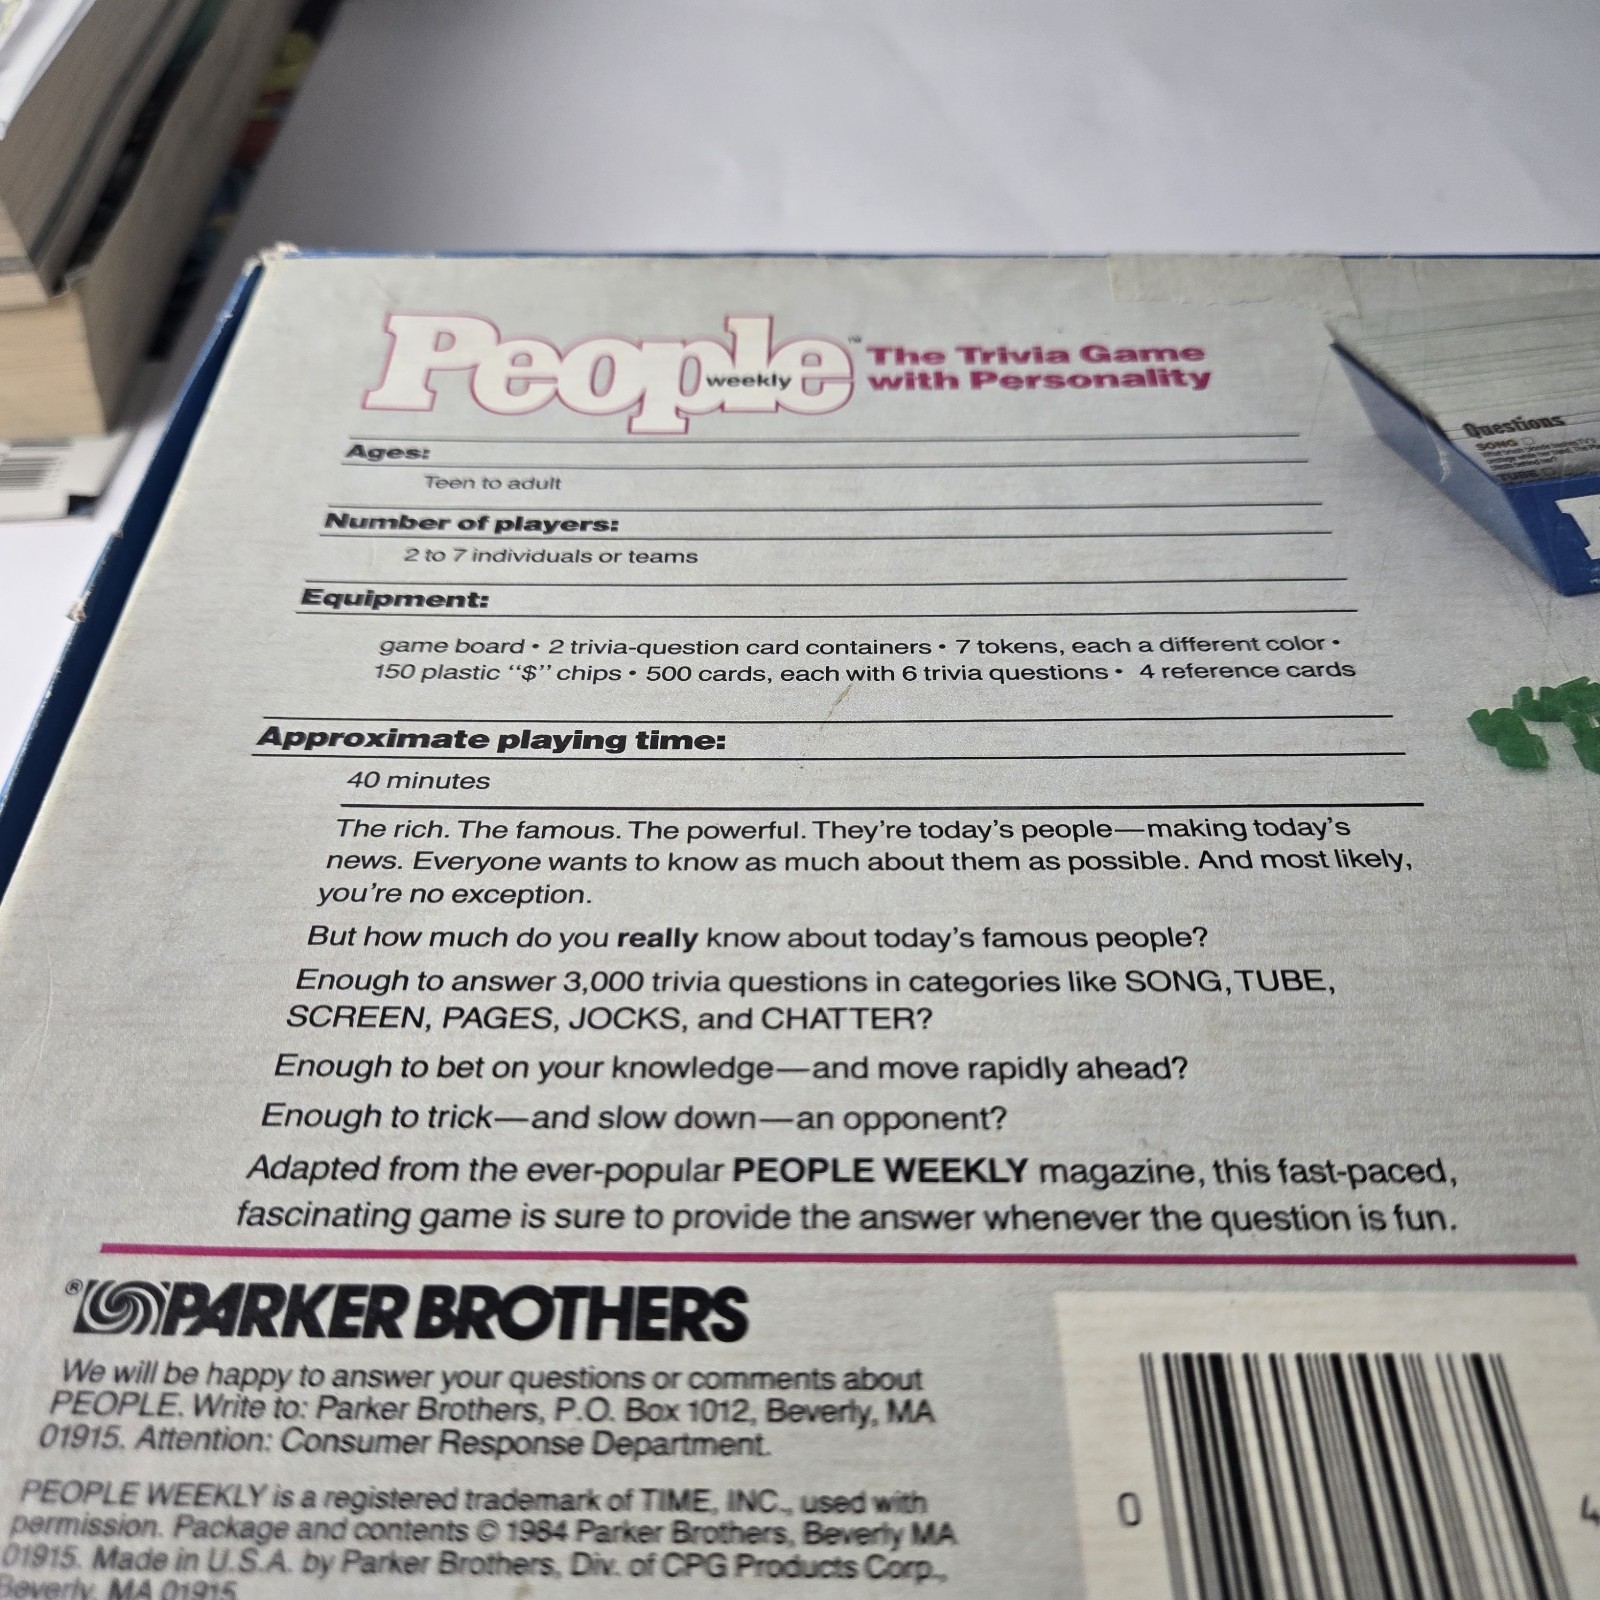 People weekly™
The Trivia Game
with Personality
Ages:
Teen to adult
Number of players:
2 to 7 individuals or teams
Equipment:
game board • 2 trivia-question card containers • 7 tokens, each a different color •
150 plastic “$” chips • 500 cards, each with 6 trivia questions • 4 reference cards
Approximate playing time:
40 minutes
The rich. The famous. The powerful. They’re today’s people—making today’s
news. Everyone wants to know as much about them as possible. And most likely,
you’re no exception.
But how much do you really know about today’s famous people?
Enough to answer 3,000 trivia questions in categories like SONG, TUBE,
SCREEN, PAGES, JOCKS, and CHATTER?
Enough to bet on your knowledge—and move rapidly ahead?
Enough to trick—and slow down—an opponent?
Adapted from the ever-popular PEOPLE WEEKLY magazine, this fast-paced,
fascinating game is sure to provide the answer whenever the question is fun.
® PARKER BROTHERS
We will be happy to answer your questions or comments about
PEOPLE. Write to: Parker Brothers, P.O. Box 1012, Beverly, MA
01915. Attention: Consumer Response Department.
PEOPLE WEEKLY is a registered trademark of TIME, INC., used with
permission. Package and contents © 1984 Parker Brothers, Beverly MA
01915. Made in U.S.A. by Parker Brothers, Div. of CPG Products Corp.,
Beverly, MA 01915
Questions
SONG
TUBE
0
4